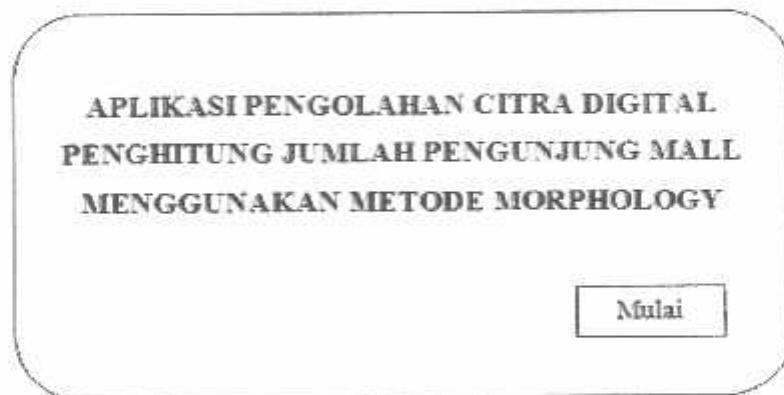 APLIKASI PENGOLAHAN CITRA DIGITAL
PENGHITUNG JUMLAH PENGUNJUNG MALL
MENGGUNAKAN METODE MORPHOLOGY
Mulai